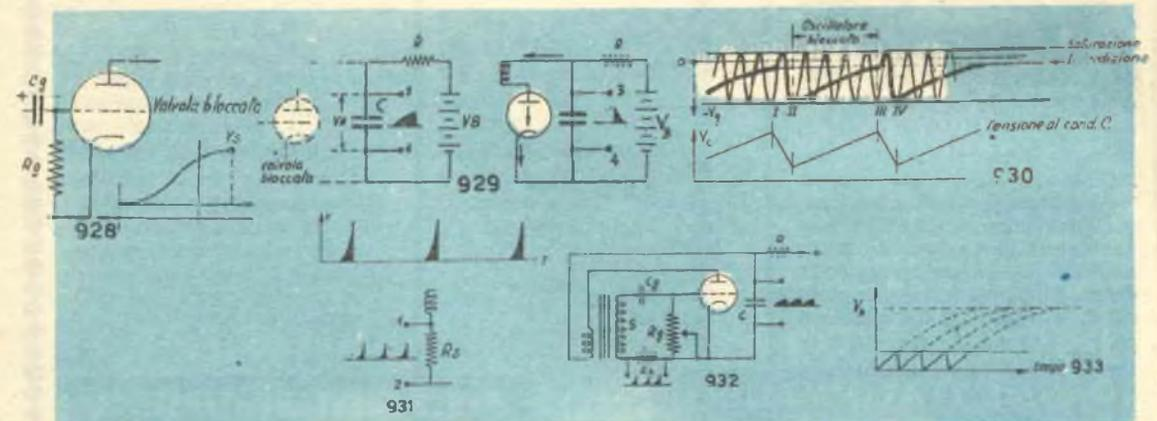 Cg
Rg
Valvola bloccata
Vs
928'
valvola
bloccata
C
VB
929
R
3
4
Oscillatore
bloccato
Saturazione
0
-Vg
I II
III IV
Vc
Tensione al cond. C.
930
V
T
1
Rs
2
931
Cg
S
Rg
C
932
tempo 933